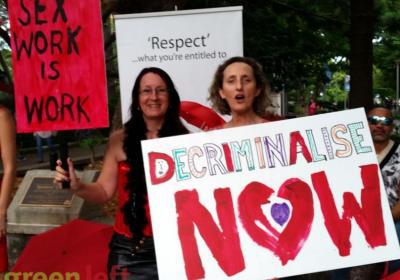 SEX
WORK
IS
WORK
'Respect'
...what you're entitled to
DECRIMINALISE
NOW
green left